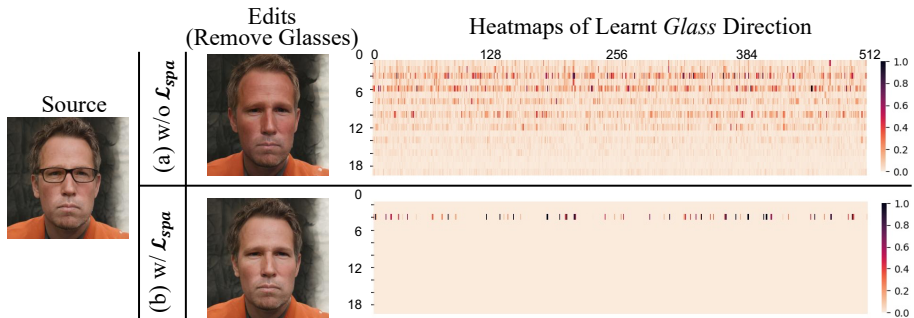 Edits
(Remove Glasses)
Heatmaps of Learnt Glass Direction
Source
(a) w/o 𝓛spa
0 128 256 384 512
0
6
12
18
1.0
0.8
0.6
0.4
0.2
0.0
(b) w/ 𝓛spa
0
6
12
18
1.0
0.8
0.6
0.4
0.2
0.0